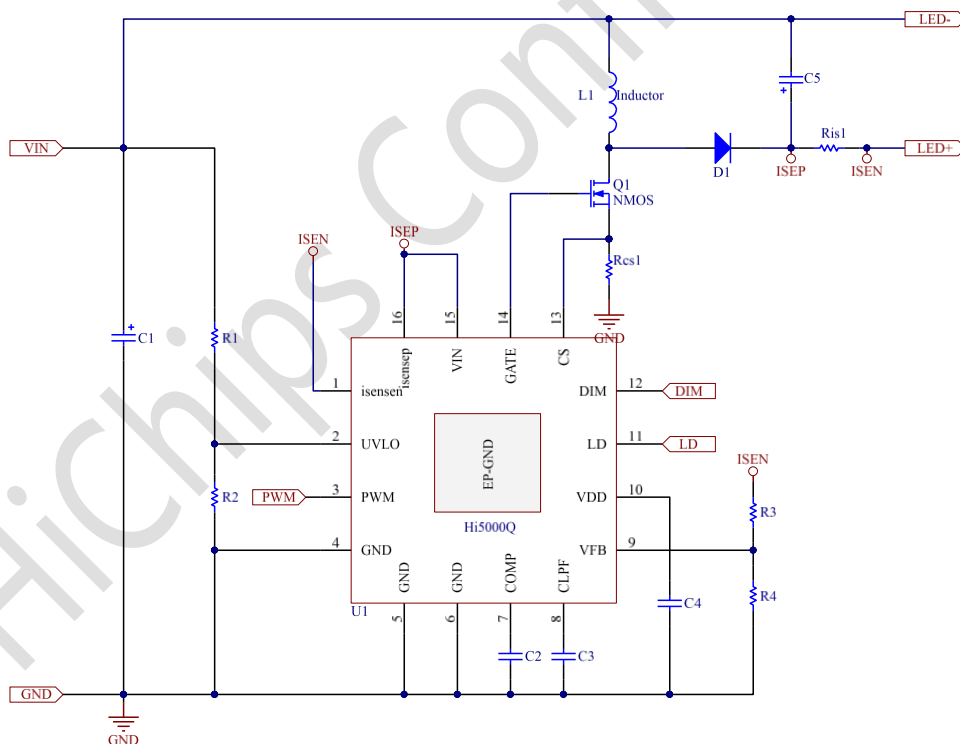 LED-
C5
L1
Inductor
VIN
Ris1
LED+
D1
ISEP
ISEN
Q1
NMOS
ISEN
ISEP
Rcs1
GND
16
15
14
13
isensep
VIN
GATE
CS
C1
R1
1
isensen
DIM
12
DIM
2
UVLO
LD
11
LD
EP-GND
ISEN
R2
PWM
3
PWM
VDD
10
R3
Hi5000Q
4
GND
VFB
9
GND
GND
COMP
CLPF
R4
U1
C4
5
6
7
8
C2
C3
GND
GND
HiChips Conf